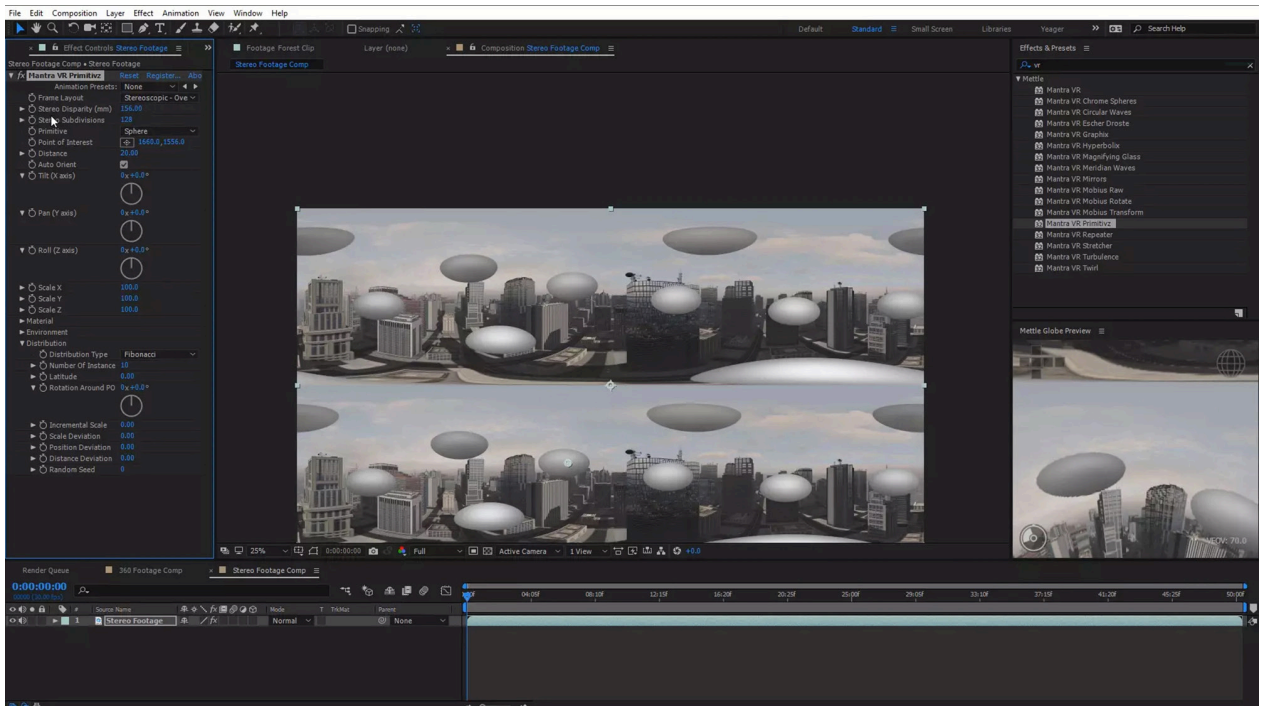 File Edit Composition Layer Effect Animation View Window Help
Snapping
Default Standard Small Screen Libraries Yeager Search Help
Effect Controls Stereo Footage
Stereo Footage Comp • Stereo Footage
fx Mantra VR Primitivz Reset Register... Abo
Animation Presets: None
Frame Layout Stereoscopic - Ove
Stereo Disparity (mm) 156.00
Stereo Subdivisions 128
Primitive Sphere
Point of Interest 1660.0,1556.0
Distance 20.00
Auto Orient
Tilt (X axis) 0x+0.0°
Pan (Y axis) 0x+0.0°
Roll (Z axis) 0x+0.0°
Scale X 100.0
Scale Y 100.0
Scale Z 100.0
Material
Environment
Distribution
Distribution Type Fibonacci
Number Of Instance 10
Latitude 0.00
Rotation Around PO 0x+0.0°
Incremental Scale 0.00
Scale Deviation 0.00
Position Deviation 0.00
Distance Deviation 0.00
Random Seed 0
Footage Forest Clip Layer (none) Composition Stereo Footage Comp
Stereo Footage Comp
25% 0:00:00:00 Full Active Camera 1 View +0.0
Effects & Presets
vr
Mettle
Mantra VR
Mantra VR Chrome Spheres
Mantra VR Circular Waves
Mantra VR Escher Droste
Mantra VR Graphix
Mantra VR Hyperbolix
Mantra VR Magnifying Glass
Mantra VR Meridian Waves
Mantra VR Mirrors
Mantra VR Mobius Raw
Mantra VR Mobius Rotate
Mantra VR Mobius Transform
Mantra VR Primitivz
Mantra VR Repeater
Mantra VR Stretcher
Mantra VR Turbulence
Mantra VR Twirl
Mettle Globe Preview
VFOV: 70.0
Render Queue 360 Footage Comp Stereo Footage Comp
0:00:00:00
# Source Name fx Mode T TrkMat Parent
1 Stereo Footage fx Normal None
04:05f 08:10f 12:15f 16:20f 20:25f 25:00f 29:05f 33:10f 37:15f 41:20f 45:25f 50:00f